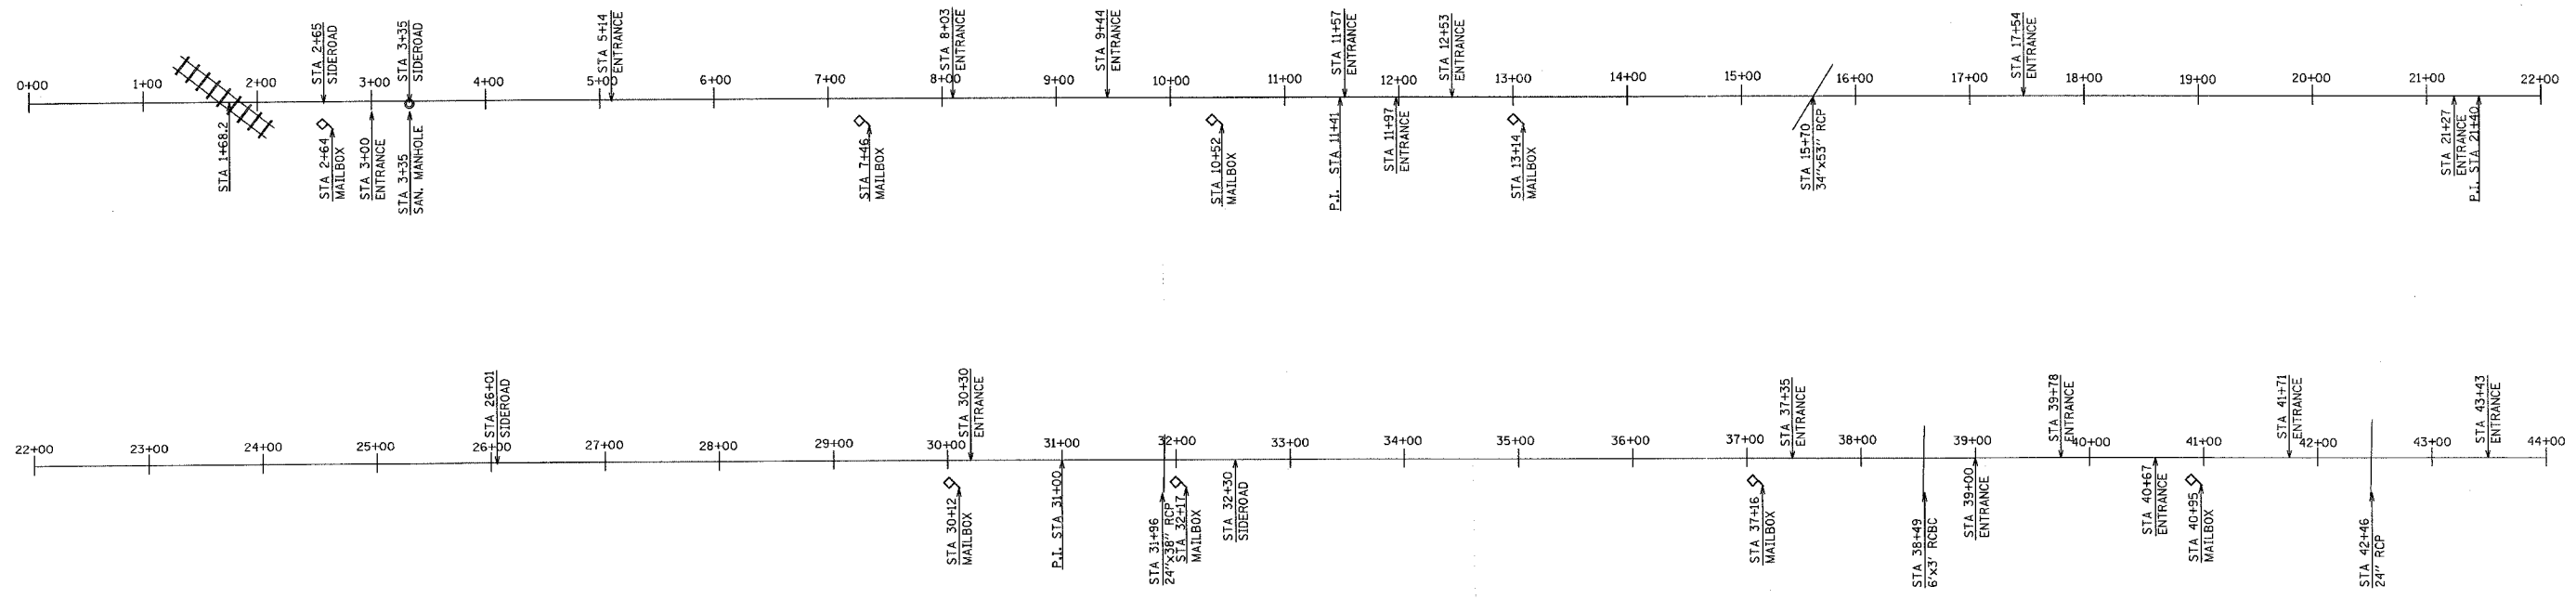 STA 2+65
SIDEROAD
STA 3+35
SIDEROAD
STA 5+14
ENTRANCE
STA 8+03
ENTRANCE
STA 9+44
ENTRANCE
STA 11+57
ENTRANCE
STA 12+53
ENTRANCE
STA 17+54
ENTRANCE
0+00
1+00
2+00
3+00
4+00
5+00
6+00
7+00
8+00
9+00
10+00
11+00
12+00
13+00
14+00
15+00
16+00
17+00
18+00
19+00
20+00
21+00
22+00
STA 1+68.2
STA 2+64
MAILBOX
STA 3+00
ENTRANCE
STA 3+35
SAN. MANHOLE
STA 7+46
MAILBOX
STA 10+52
MAILBOX
P.I. STA 11+41
STA 11+97
ENTRANCE
STA 13+14
MAILBOX
STA 15+70
34"x53" RCP
STA 21+27
ENTRANCE
P.I. STA 21+40
STA 26+01
SIDEROAD
STA 30+30
ENTRANCE
STA 37+35
ENTRANCE
STA 39+78
ENTRANCE
STA 41+71
ENTRANCE
STA 43+43
ENTRANCE
22+00
23+00
24+00
25+00
26+00
27+00
28+00
29+00
30+00
31+00
32+00
33+00
34+00
35+00
36+00
37+00
38+00
39+00
40+00
41+00
42+00
43+00
44+00
STA 30+12
MAILBOX
P.I. STA 31+00
STA 31+96
24"x38" RCP
STA 32+17
MAILBOX
STA 32+30
SIDEROAD
STA 37+16
MAILBOX
STA 38+49
6'x3' RCBC
STA 39+00
ENTRANCE
STA 40+67
ENTRANCE
STA 40+95
MAILBOX
STA 42+46
24" RCP